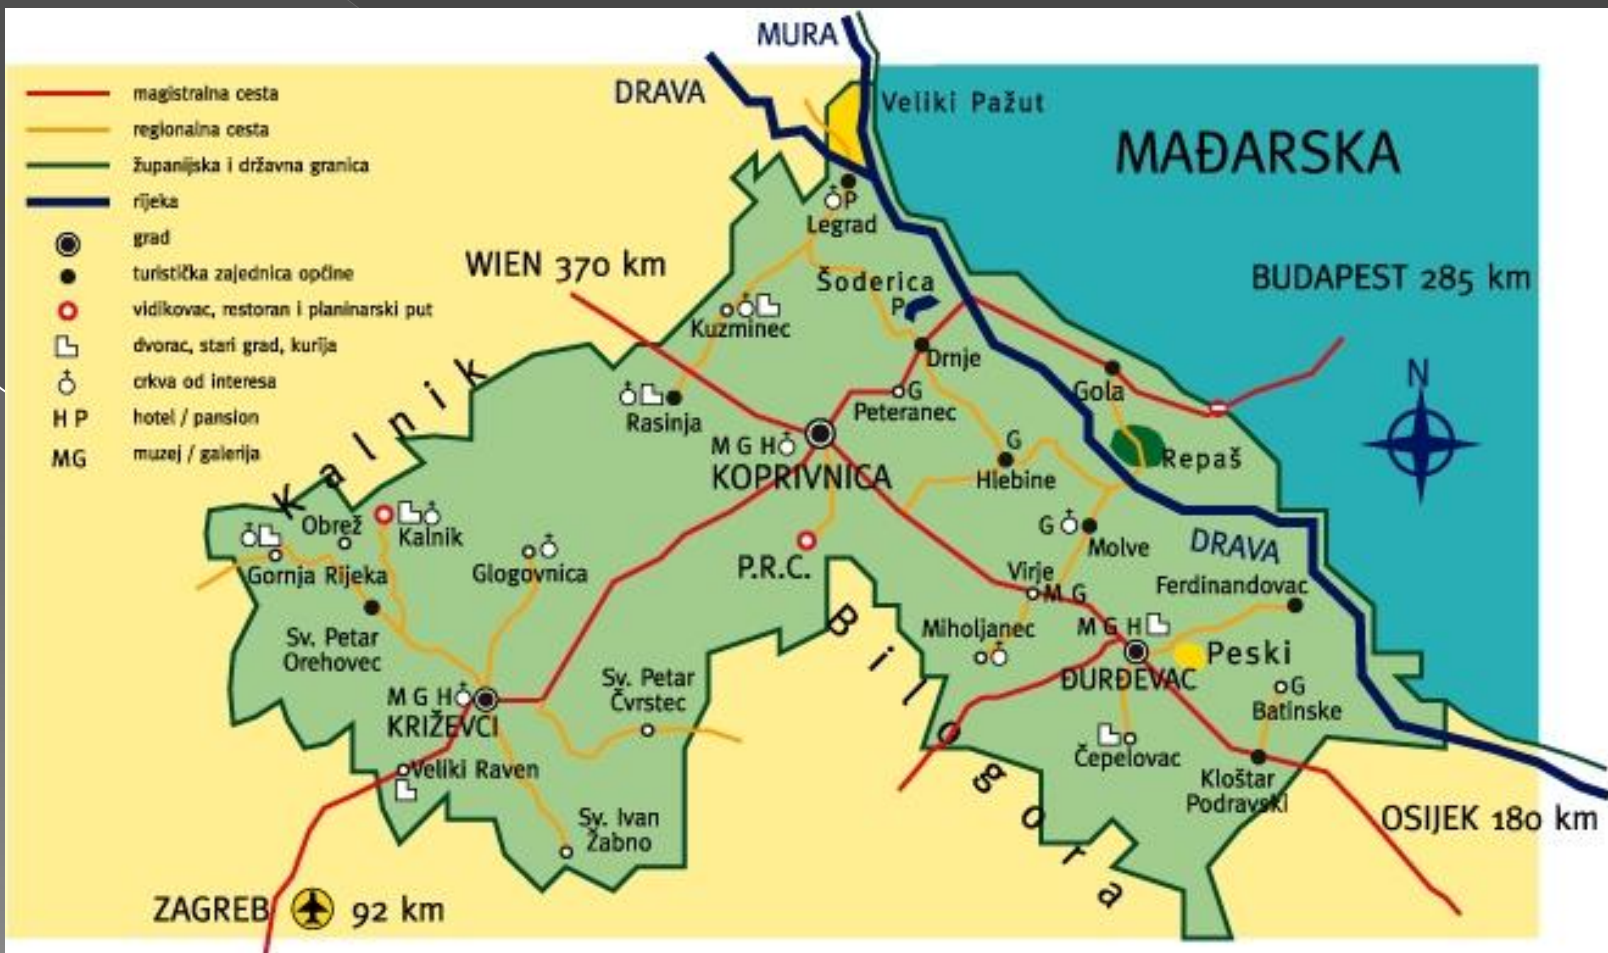 magistralna cesta
regionalna cesta
županijska i državna granica
rijeka
grad
turistička zajednica općine
vidikovac, restoran i planinarski put
dvorac, stari grad, kurija
crkva od interesa
H P hotel / pansion
MG muzej / galerija
MURA
DRAVA
Veliki Pažut
MAĐARSKA
P
Legrad
WIEN 370 km
Šoderica
P
BUDAPEST 285 km
Kuzminec
Drnje
Gola
N
G
Peteranec
Rasinja
M G H
KOPRIVNICA
G
Hlebine
Repaš
Kalnik
Obrež
Kalnik
Gornja Rijeka
Glogovnica
P.R.C.
G
Molve
DRAVA
Virje
M G
Ferdinandovac
Sv. Petar
Orehovec
Miholjanec
M G H
ĐURĐEVAC
Peski
Bilogora
M G H
KRIŽEVCI
Sv. Petar
Čvrstec
G
Batinske
Čepelovac
Kloštar
Podravski
Veliki Raven
Sv. Ivan
Žabno
OSIJEK 180 km
ZAGREB 92 km